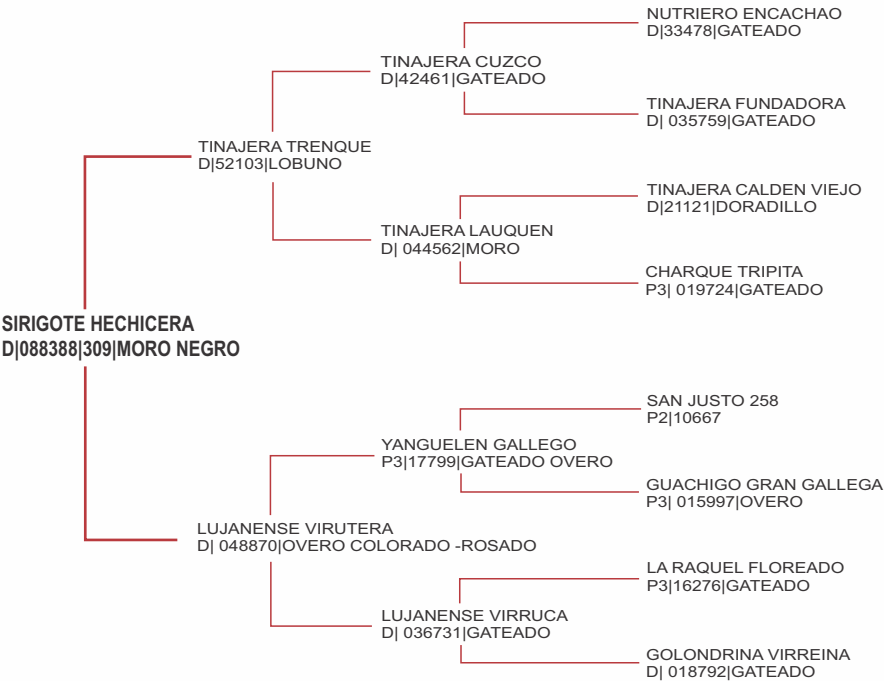 NUTRIERO ENCACHAO
D|33478|GATEADO
TINAJERA CUZCO
D|42461|GATEADO
TINAJERA FUNDADORA
D| 035759|GATEADO
TINAJERA TRENQUE
D|52103|LOBUNO
TINAJERA CALDEN VIEJO
D|21121|DORADILLO
TINAJERA LAUQUEN
D| 044562|MORO
CHARQUE TRIPITA
P3| 019724|GATEADO
SIRIGOTE HECHICERA
D|088388|309|MORO NEGRO
SAN JUSTO 258
P2|10667
YANGUELEN GALLEGO
P3|17799|GATEADO OVERO
GUACHIGO GRAN GALLEGA
P3| 015997|OVERO
LUJANENSE VIRUTERA
D| 048870|OVERO COLORADO -ROSADO
LA RAQUEL FLOREADO
P3|16276|GATEADO
LUJANENSE VIRRUCA
D| 036731|GATEADO
GOLONDRINA VIRREINA
D| 018792|GATEADO